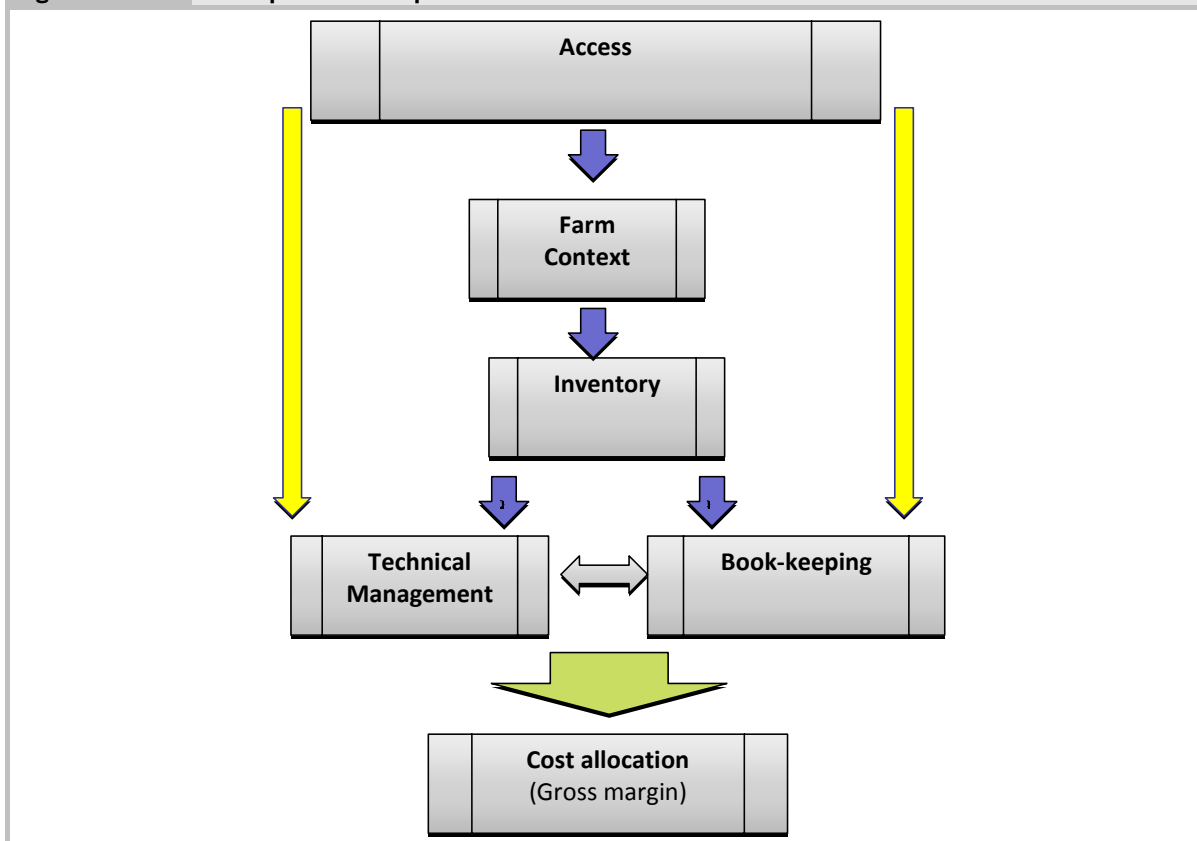 Access
Farm
Context
Inventory
Technical
Management
Book-keeping
Cost allocation
(Gross margin)